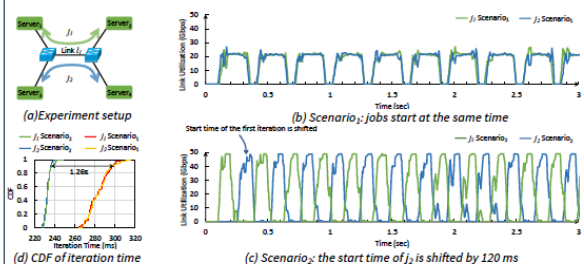 Server₁
Server₃
J₁
Link l₂
J₂
Server₂
Server₄
(a)Experiment setup
J₁ Scenario₁
J₂ Scenario₁
Link Utilization (Gbps)
50
40
30
20
10
0
0 0.5 1 1.5 2 2.5 3
Time (sec)
(b) Scenario₁: jobs start at the same time
J₁ Scenario₂
J₁ Scenario₁
J₂ Scenario₂
J₂ Scenario₁
CDF
1
0.8
0.6
0.4
0.2
0
1.26x
220 240 260 280 300 320
Iteration Time (ms)
(d) CDF of iteration time
Start time of the first iteration is shifted
J₁ Scenario₂
J₂ Scenario₂
Link Utilization (Gbps)
50
40
30
20
10
0
0 0.5 1 1.5 2 2.5 3
Time (sec)
(c) Scenario₂: the start time of j₂ is shifted by 120 ms